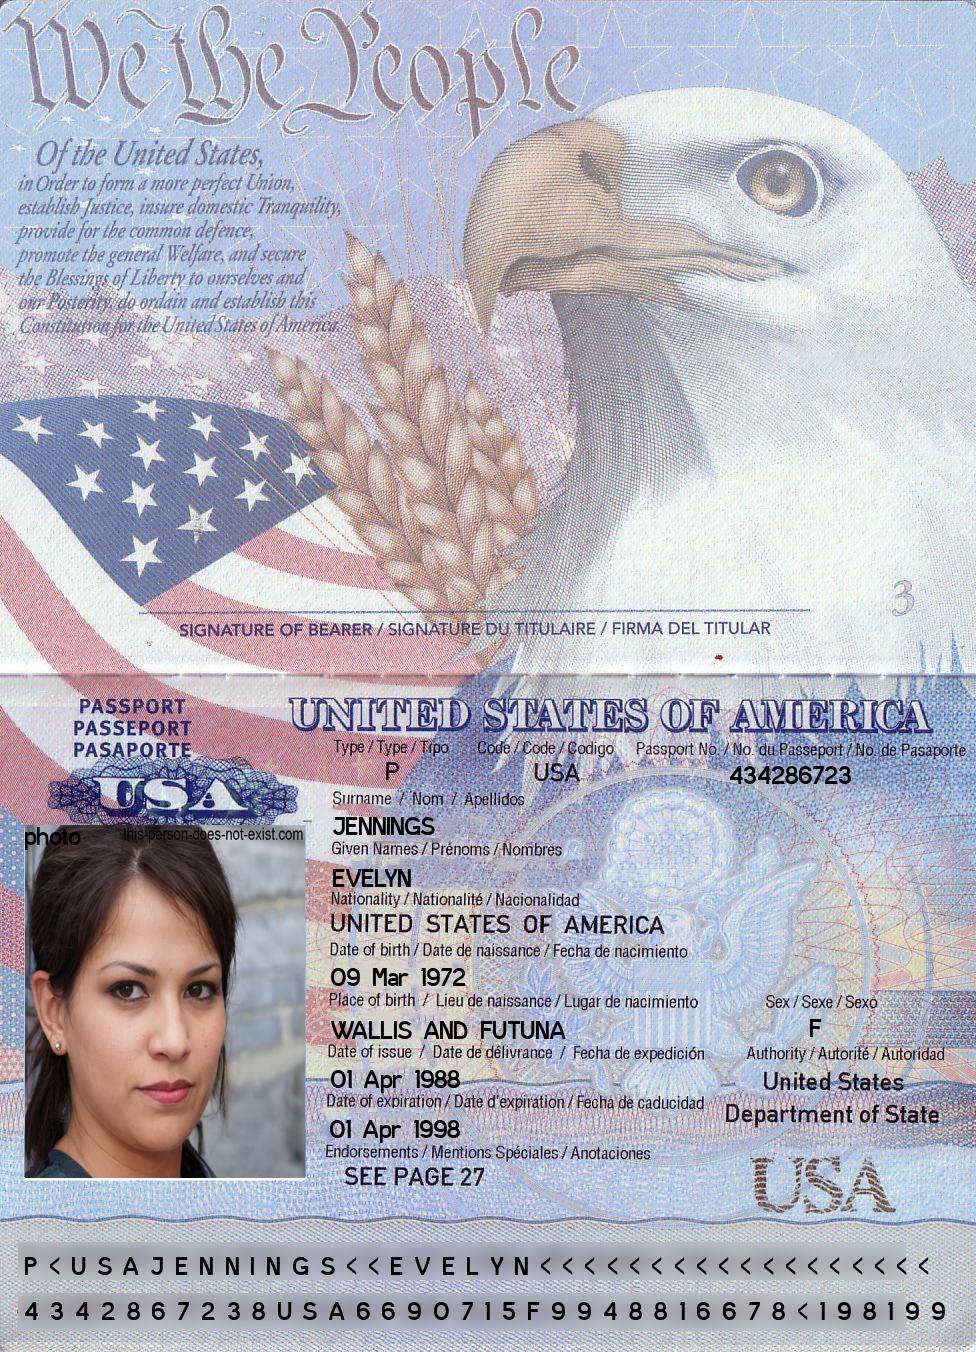 We the People
Of the United States,
in Order to form a more perfect Union,
establish Justice, insure domestic Tranquility,
provide for the common defence,
promote the general Welfare, and secure
the Blessings of Liberty to ourselves and
our Posterity, do ordain and establish this
Constitution for the United States of America.
3
SIGNATURE OF BEARER / SIGNATURE DU TITULAIRE / FIRMA DEL TITULAR
PASSPORT
PASSEPORT
PASAPORTE
USA
UNITED STATES OF AMERICA
Type / Type / Tipo Code / Code / Codigo Passport No. / No. du Passeport / No. de Pasaporte
P USA 434286723
Surname / Nom / Apellidos
JENNINGS
Given Names / Prénoms / Nombres
EVELYN
Nationality / Nationalité / Nacionalidad
UNITED STATES OF AMERICA
Date of birth / Date de naissance / Fecha de nacimiento
09 Mar 1972
Place of birth / Lieu de naissance / Lugar de nacimiento Sex / Sexe / Sexo
WALLIS AND FUTUNA F
Date of issue / Date de délivrance / Fecha de expedición Authority / Autorité / Autoridad
01 Apr 1988 United States
Date of expiration / Date d'expiration / Fecha de caducidad Department of State
01 Apr 1998
Endorsements / Mentions Spéciales / Anotaciones
SEE PAGE 27
USA
photo this-person-does-not-exist.com
P<USAJENNINGS<<EVELYN<<<<<<<<<<<<<<<<<<
4342867238USA6690715F9948816678<198199